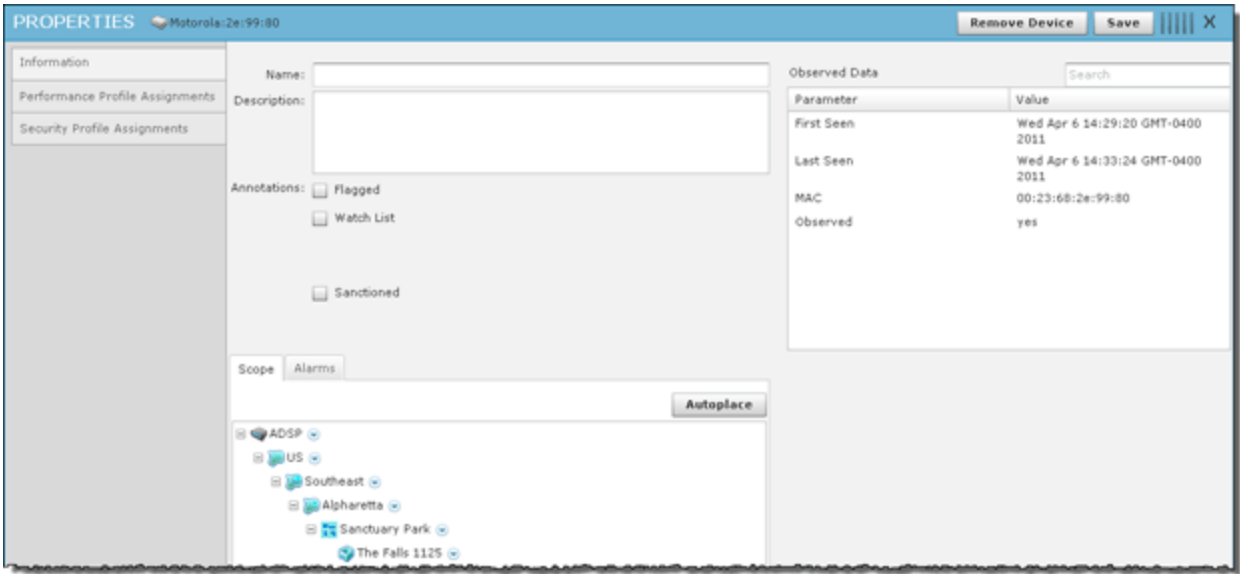 PROPERTIES Motorola:2e:99:80 Remove Device Save X
Information
Performance Profile Assignments
Security Profile Assignments
Name:
Description:
Annotations: Flagged
Watch List
Sanctioned
Observed Data Search
Parameter Value
First Seen Wed Apr 6 14:29:20 GMT-0400
2011
Last Seen Wed Apr 6 14:33:24 GMT-0400
2011
MAC 00:23:68:2e:99:80
Observed yes
Scope Alarms
Autoplace
ADSP
US
Southeast
Alpharetta
Sanctuary Park
The Falls 1125